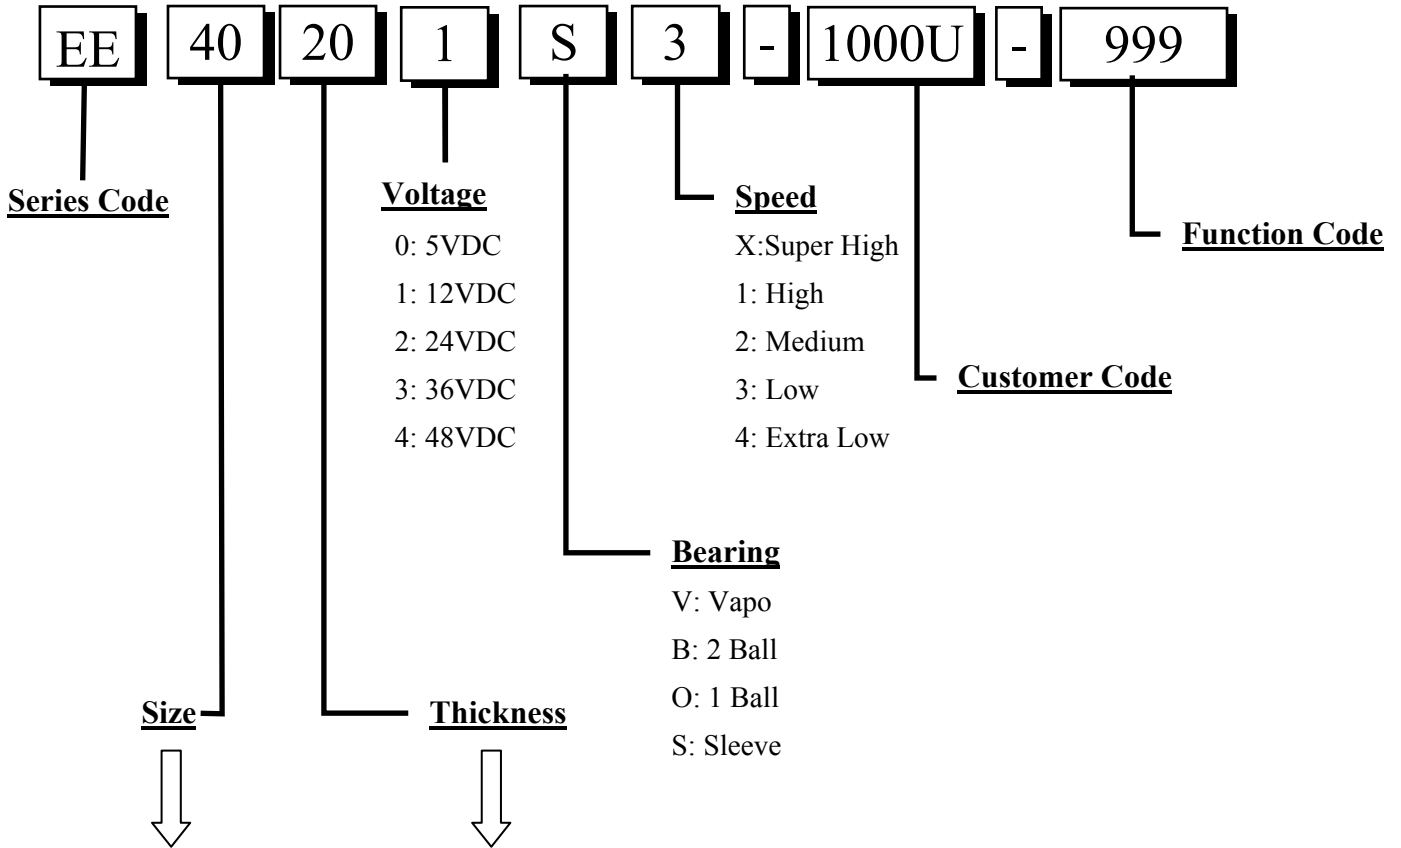 EE 40 20 1 S 3 - 1000U - 999
Series Code
Voltage
0: 5VDC
1: 12VDC
2: 24VDC
3: 36VDC
4: 48VDC
Speed
X:Super High
1: High
2: Medium
3: Low
4: Extra Low
Function Code
Customer Code
Bearing
V: Vapo
B: 2 Ball
O: 1 Ball
S: Sleeve
Size
Thickness